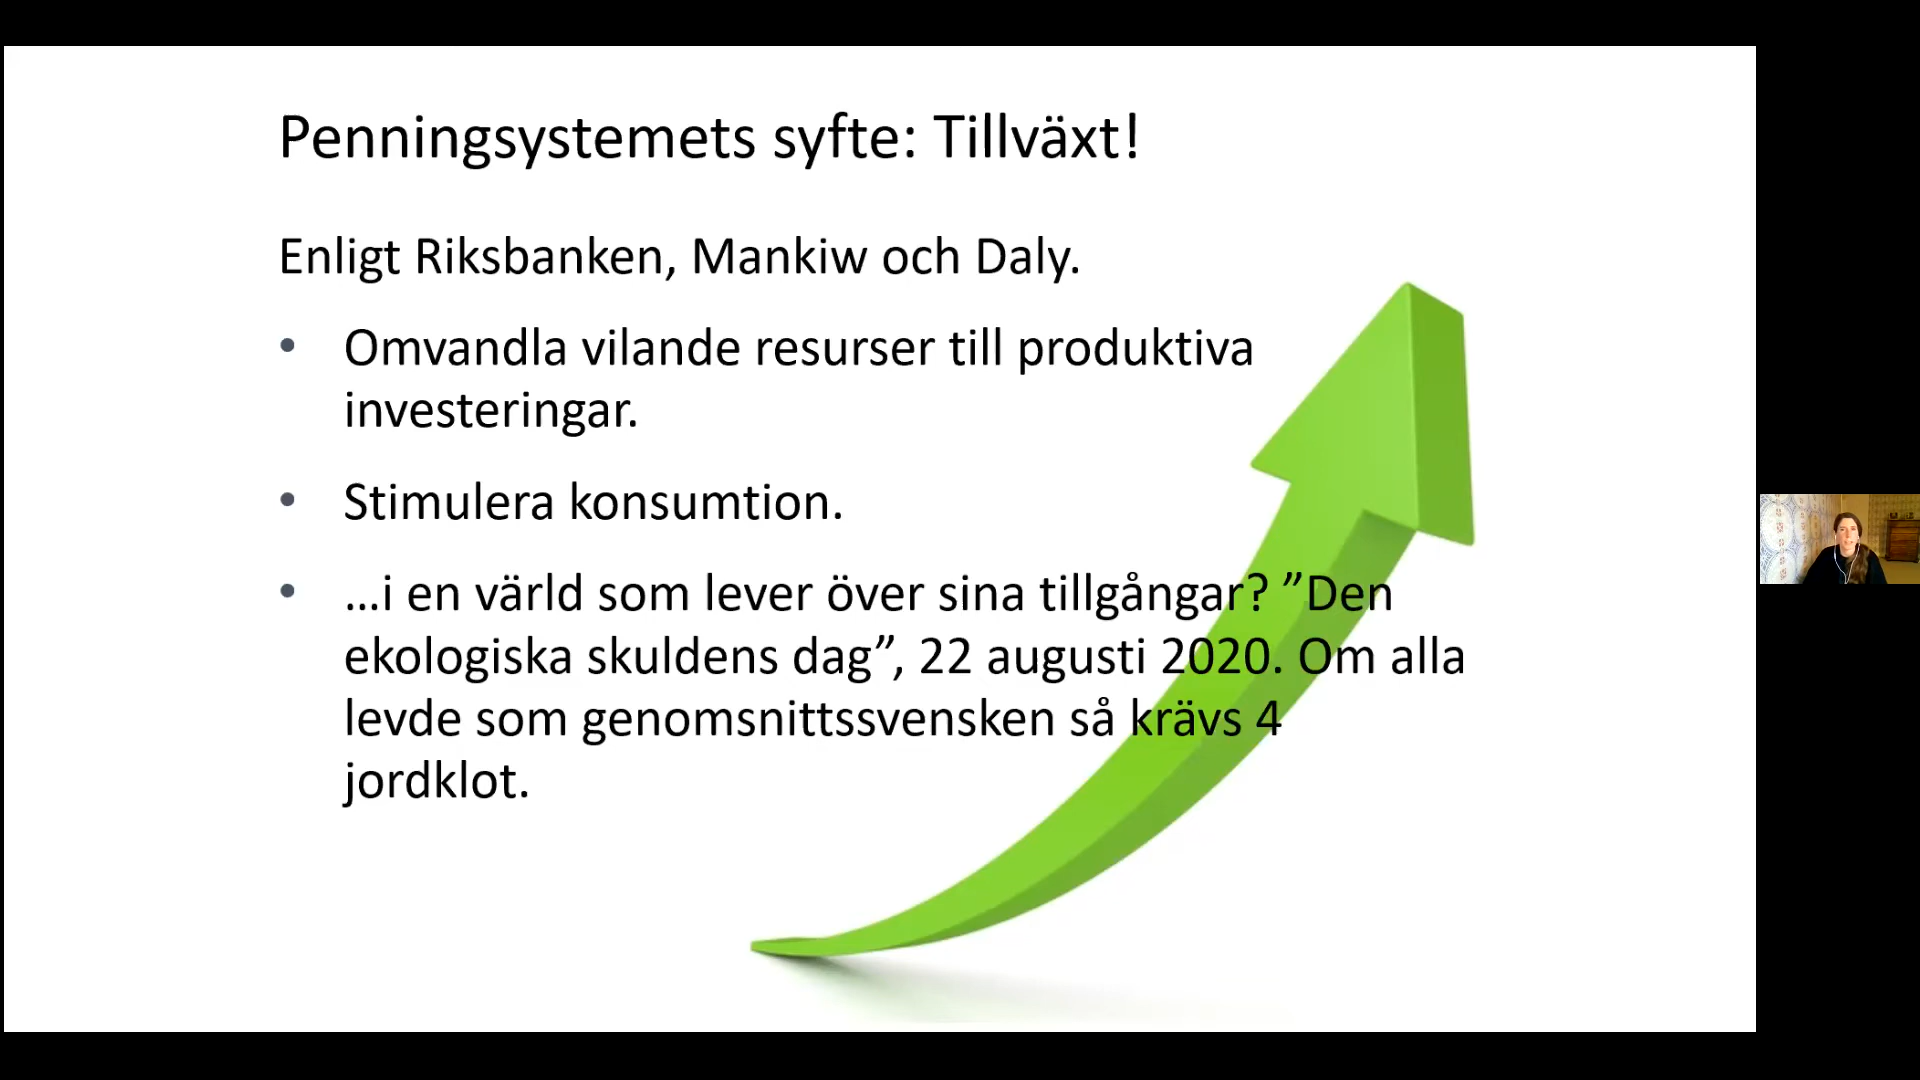 Penningsystemets syfte: Tillväxt!
Enligt Riksbanken, Mankiw och Daly.
• Omvandla vilande resurser till produktiva
investeringar.
• Stimulera konsumtion.
• …i en värld som lever över sina tillgångar? ”Den
ekologiska skuldens dag”, 22 augusti 2020. Om alla
levde som genomsnittssvensken så krävs 4
jordklot.